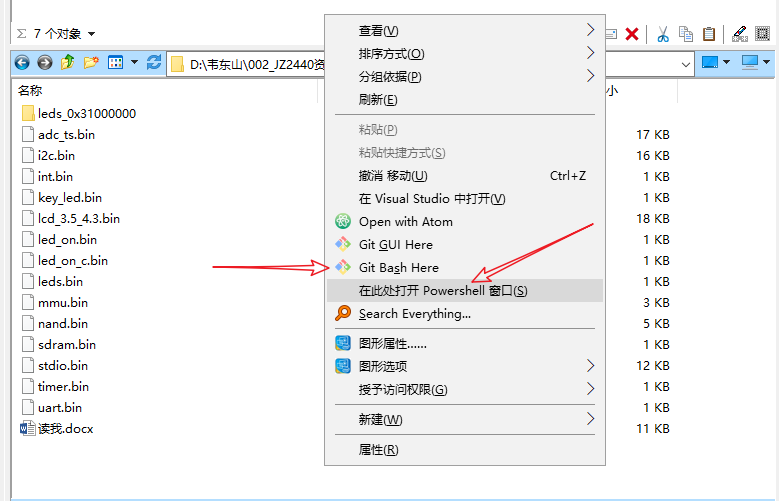 7 个对象
D:\韦东山\002_JZ2440资
名称
小
leds_0x31000000
adc_ts.bin
17 KB
i2c.bin
16 KB
int.bin
1 KB
key_led.bin
1 KB
lcd_3.5_4.3.bin
18 KB
led_on.bin
1 KB
led_on_c.bin
1 KB
leds.bin
1 KB
mmu.bin
3 KB
nand.bin
5 KB
sdram.bin
1 KB
stdio.bin
12 KB
timer.bin
1 KB
uart.bin
1 KB
读我.docx
11 KB
查看(V)
排序方式(O)
分组依据(P)
刷新(E)
粘贴(P)
粘贴快捷方式(S)
撤消 移动(U) Ctrl+Z
在 Visual Studio 中打开(V)
Open with Atom
Git GUI Here
Git Bash Here
在此处打开 Powershell 窗口(S)
Search Everything...
图形属性......
图形选项
授予访问权限(G)
新建(W)
属性(R)